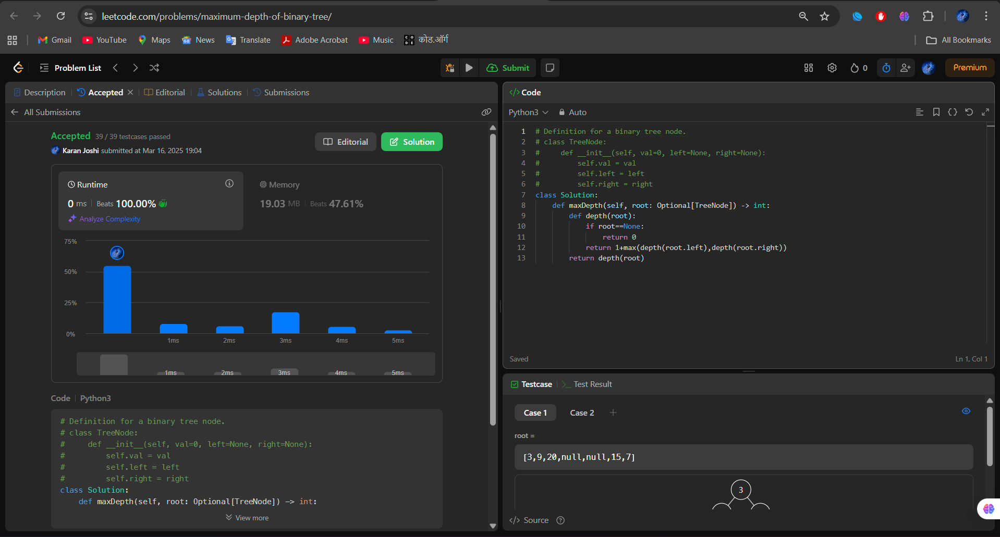 leetcode.com/problems/maximum-depth-of-binary-tree/
Gmail YouTube Maps News Translate Adobe Acrobat Music कोड.ऑर्ग All Bookmarks
Problem List Submit 0 Premium
Description Accepted Editorial Solutions Submissions
All Submissions
Accepted 39 / 39 testcases passed
Karan Joshi submitted at Mar 16, 2025 19:04
Editorial Solution
Runtime
0 ms Beats 100.00%
Analyze Complexity
Memory
19.03 MB Beats 47.61%
75%
50%
25%
0%
1ms 2ms 3ms 4ms 5ms
1ms 2ms 3ms 4ms 5ms
Code Python3
# Definition for a binary tree node.
# class TreeNode:
#     def __init__(self, val=0, left=None, right=None):
#         self.val = val
#         self.left = left
#         self.right = right
class Solution:
    def maxDepth(self, root: Optional[TreeNode]) -> int:
View more
</> Code
Python3 Auto
1 # Definition for a binary tree node.
2 # class TreeNode:
3 #     def __init__(self, val=0, left=None, right=None):
4 #         self.val = val
5 #         self.left = left
6 #         self.right = right
7 class Solution:
8     def maxDepth(self, root: Optional[TreeNode]) -> int:
9         def depth(root):
10             if root==None:
11                 return 0
12             return 1+max(depth(root.left),depth(root.right))
13         return depth(root)
Saved Ln 1, Col 1
Testcase Test Result
Case 1 Case 2 +
root =
[3,9,20,null,null,15,7]
3
</> Source ?